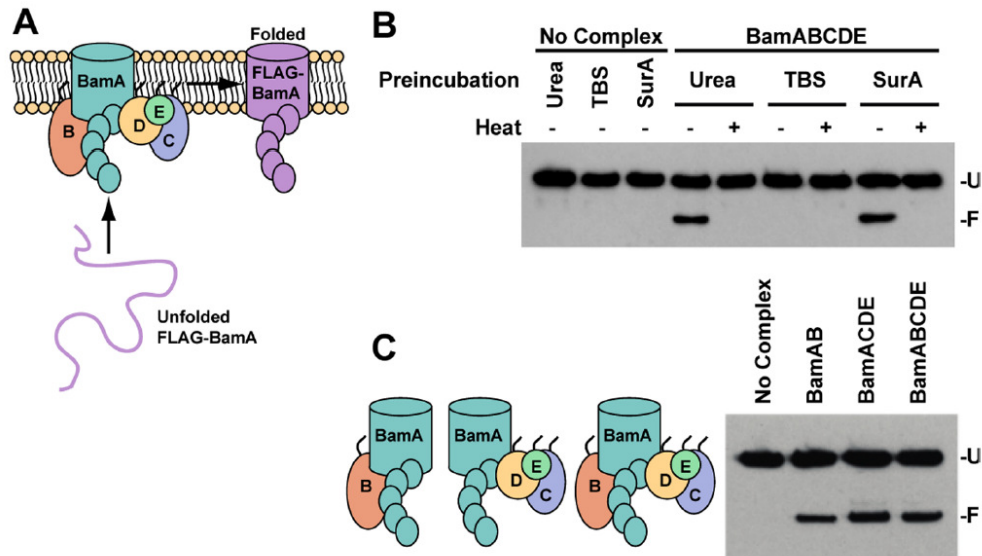 A
Folded
BamA
FLAG-
BamA
B
D
E
C
Unfolded
FLAG-BamA
B
No Complex
BamABCDE
Preincubation
Urea
TBS
SurA
Urea
TBS
SurA
Heat
- + - + - +
-U
-F
C
BamA
B
BamA
D
E
C
BamA
B
D
E
C
No Complex
BamAB
BamACDE
BamABCDE
-U
-F